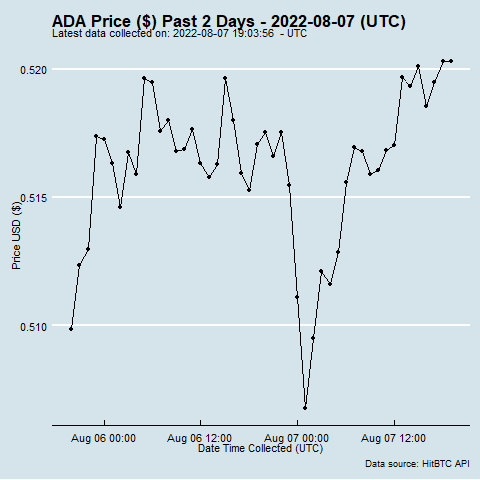 ADA Price ($) Past 2 Days - 2022-08-07 (UTC)
Latest data collected on: 2022-08-07 19:03:56 - UTC
0.520
0.515
0.510
Price USD ($)
Aug 06 00:00 Aug 06 12:00 Aug 07 00:00 Aug 07 12:00
Date Time Collected (UTC)
Data source: HitBTC API